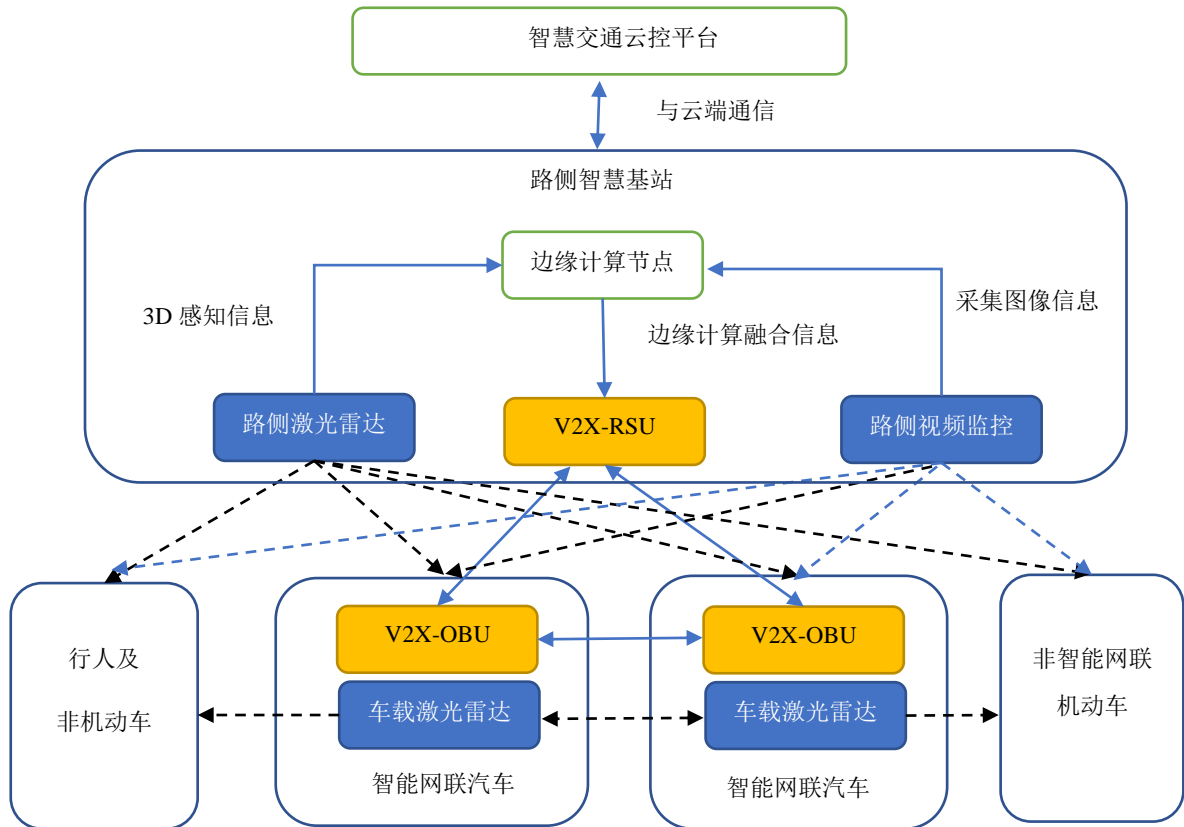 智慧交通云控平台
与云端通信
路侧智慧基站
边缘计算节点
3D 感知信息
采集图像信息
边缘计算融合信息
路侧激光雷达
V2X-RSU
路侧视频监控
V2X-OBU
V2X-OBU
行人及
非机动车
非智能网联
机动车
车载激光雷达
车载激光雷达
智能网联汽车
智能网联汽车